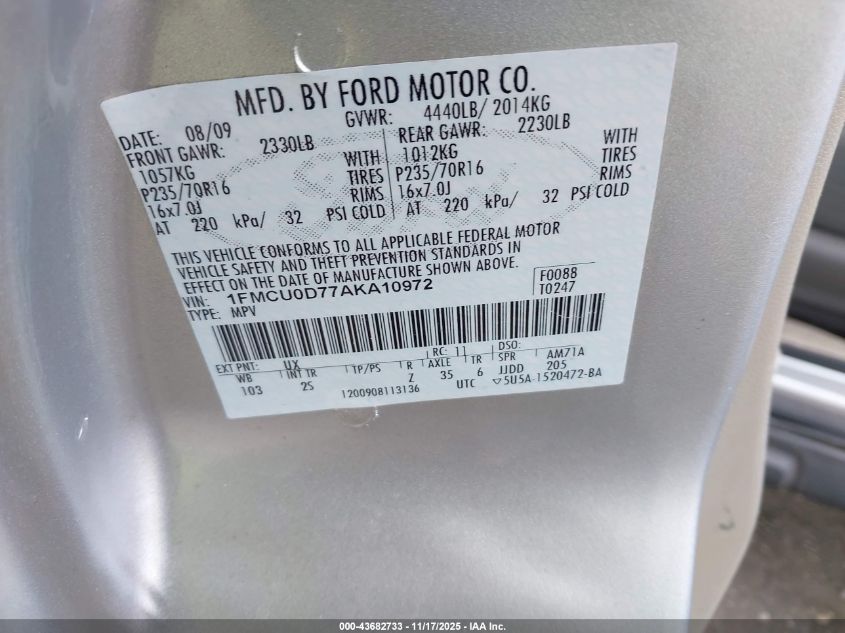 MFD. BY FORD MOTOR CO.
DATE: 08/09 GVWR: 4440LB/ 2014KG
FRONT GAWR: 2330LB REAR GAWR: 2230LB
1057KG WITH 1012KG WITH
P235/70R16 TIRES P235/70R16 TIRES
16x7.0J RIMS 16x7.0J RIMS
AT 220 kPa/ 32 PSI COLD AT 220 kPa/ 32 PSI COLD
THIS VEHICLE CONFORMS TO ALL APPLICABLE FEDERAL MOTOR
VEHICLE SAFETY AND THEFT PREVENTION STANDARDS IN
EFFECT ON THE DATE OF MANUFACTURE SHOWN ABOVE.
VIN: 1FMCU0D77AKA10972 F0088
TYPE: MPV T0247
EXT PNT: UX RC: 11 DSO:
WB INT TR TP/PS R AXLE TR SPR AM71A
103 2S Z 35 6 JJDD 205
1200908113136 UTC ▽5U5A-1520472-BA
000-43682733 - 11/17/2025 - IAA Inc.